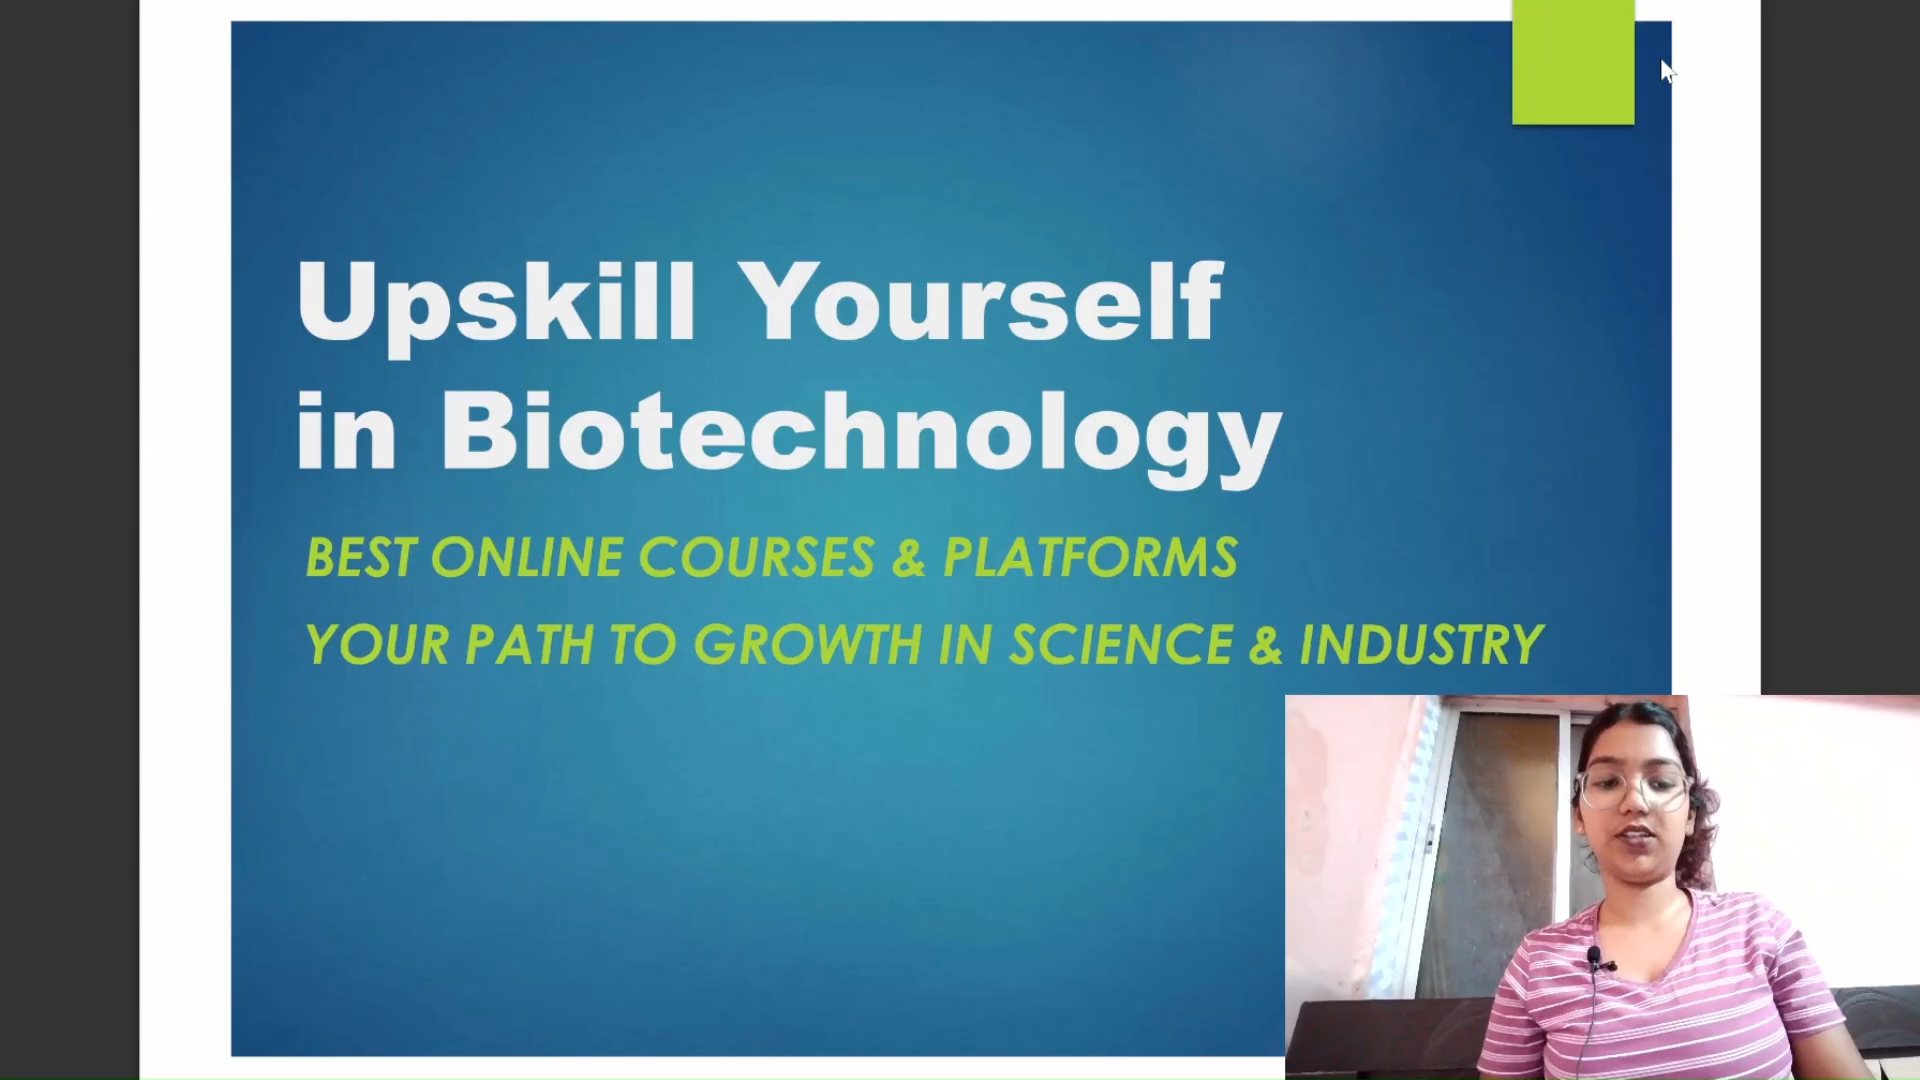 Upskill Yourself
in Biotechnology
BEST ONLINE COURSES & PLATFORMS
YOUR PATH TO GROWTH IN SCIENCE & INDUSTRY